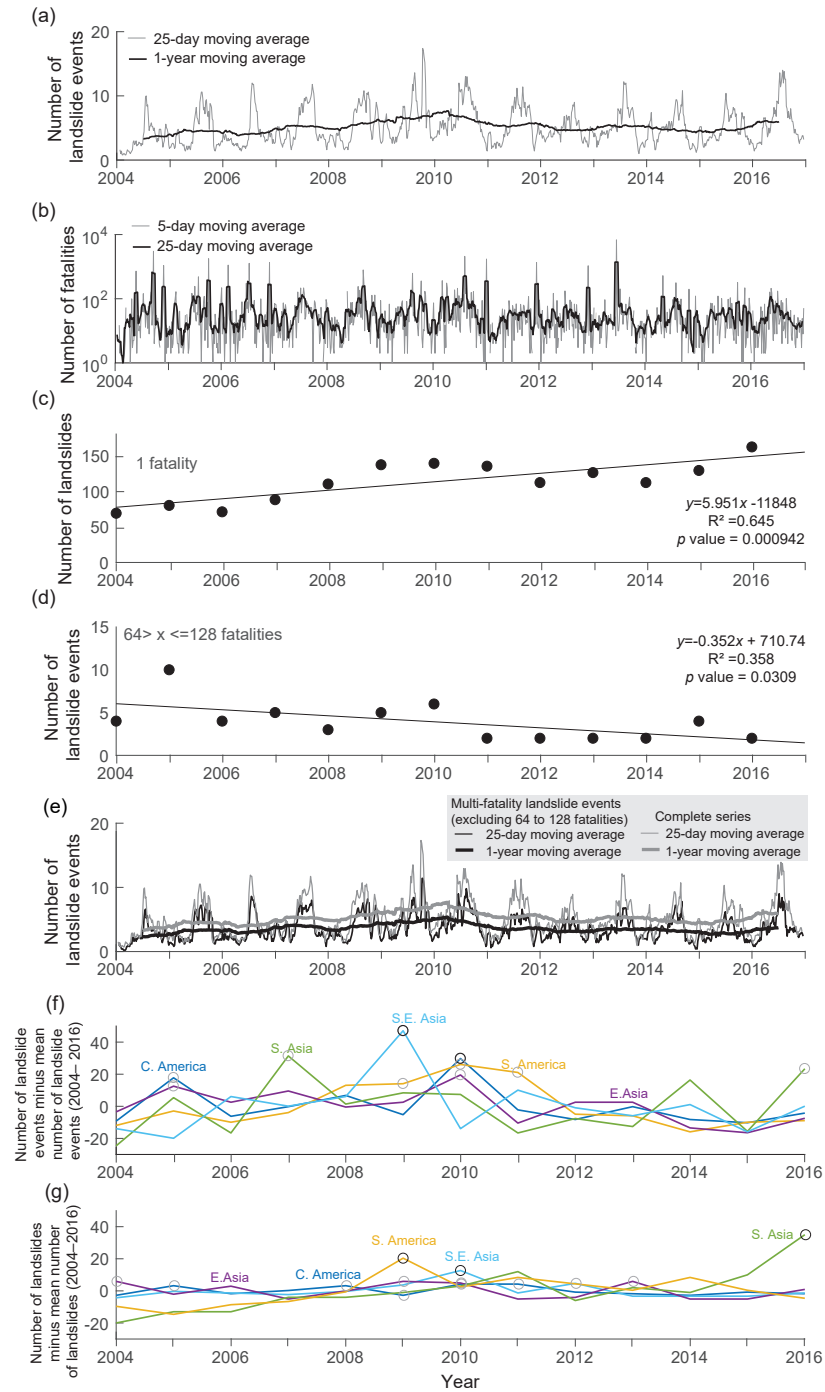 (a)
25-day moving average
1-year moving average
Number of
landslide events
20
10
0
2004 2006 2008 2010 2012 2014 2016
(b)
5-day moving average
25-day moving average
Number of fatalities
10^4
10^2
10^0
2004 2006 2008 2010 2012 2014 2016
(c)
1 fatality
Number of landslides
150
100
50
0
y=5.951x -11848
R² =0.645
p value = 0.000942
2004 2006 2008 2010 2012 2014 2016
(d)
64> x <=128 fatalities
Number of
landslide events
15
10
5
0
y=-0.352x + 710.74
R² =0.358
p value = 0.0309
2004 2006 2008 2010 2012 2014 2016
(e)
Multi-fatality landslide events
(excluding 64 to 128 fatalities)
25-day moving average
1-year moving average
Complete series
25-day moving average
1-year moving average
Number of
landslide events
20
10
0
2004 2006 2008 2010 2012 2014 2016
(f)
Number of landslide
events minus mean
number of landslide
events (2004– 2016)
40
20
0
-20
C. America
S. Asia
S.E. Asia
S. America
E.Asia
2004 2006 2008 2010 2012 2014 2016
(g)
Number of landslides
minus mean number
of landslides (2004–2016)
40
20
0
-20
E.Asia
C. America
S. America
S.E. Asia
S. Asia
2004 2006 2008 2010 2012 2014 2016
Year